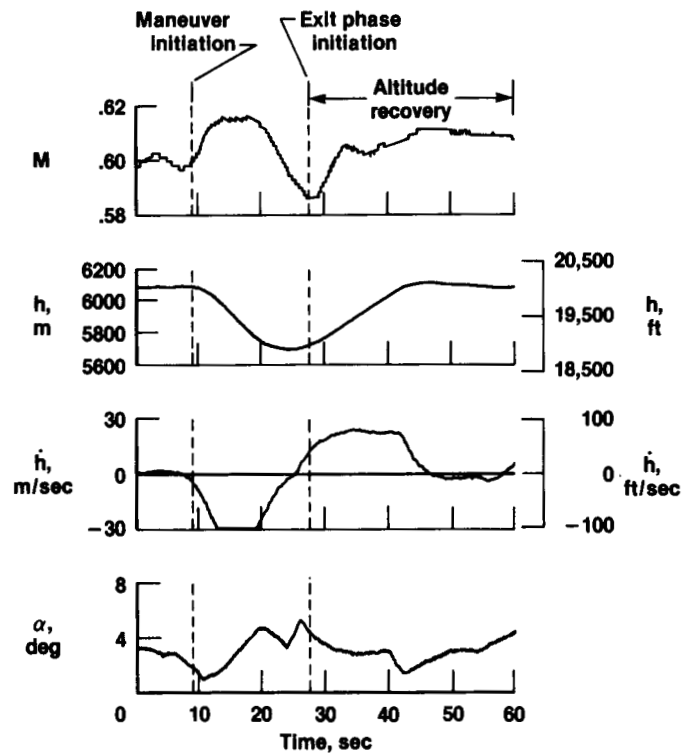 Maneuver initiation
Exit phase initiation
Altitude recovery
.62
.60
.58
M
6200
6000
5800
5600
h, m
20,500
19,500
18,500
h, ft
30
0
−30
ḣ, m/sec
100
0
−100
ḣ, ft/sec
8
4
α, deg
0 10 20 30 40 50 60
Time, sec